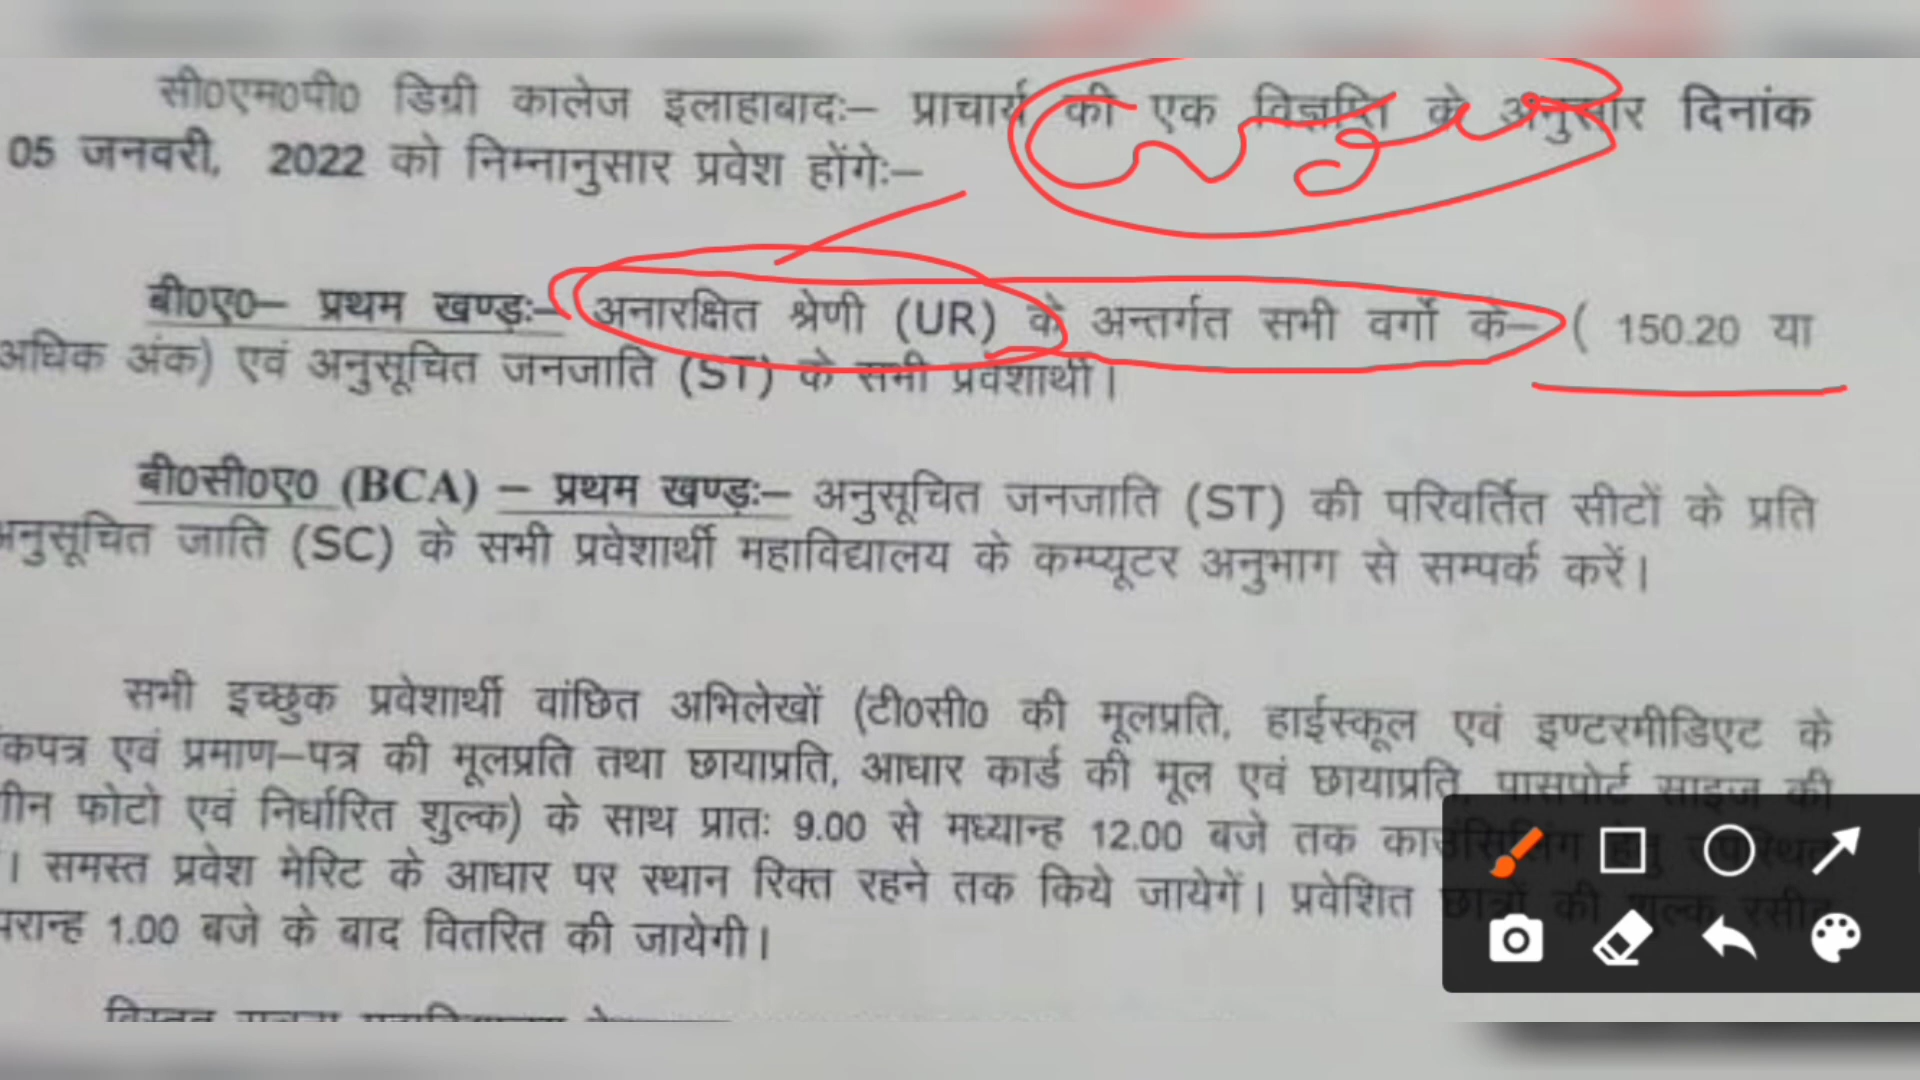 सी0एम0पी0 डिग्री कालेज इलाहाबादः– प्राचार्य की एक विज्ञप्ति के अनुसार दिनांक
05 जनवरी, 2022 को निम्नानुसार प्रवेश होंगेः–
बी0ए0– प्रथम खण्डः– अनारक्षित श्रेणी (UR) के अन्तर्गत सभी वर्गो के– ( 150.20 या
अधिक अंक) एवं अनुसूचित जनजाति (ST) के सभी प्रवेशार्थी।
बी0सी0ए0 (BCA) – प्रथम खण्डः– अनुसूचित जनजाति (ST) की परिवर्तित सीटों के प्रति
अनुसूचित जाति (SC) के सभी प्रवेशार्थी महाविद्यालय के कम्प्यूटर अनुभाग से सम्पर्क करें।
सभी इच्छुक प्रवेशार्थी वांछित अभिलेखों (टी0सी0 की मूलप्रति, हाईस्कूल एवं इण्टरमीडिएट के
कपत्र एवं प्रमाण–पत्र की मूलप्रति तथा छायाप्रति, आधार कार्ड की मूल एवं छायाप्रति, पासपोर्ट साइज की
फोटो एवं निर्धारित शुल्क) के साथ प्रातः 9.00 से मध्यान्ह 12.00 बजे तक काउंसिलिंग हेतु उपस्थित
। समस्त प्रवेश मेरिट के आधार पर स्थान रिक्त रहने तक किये जायेगें। प्रवेशित छात्रों की शुल्क रसीद
परान्ह 1.00 बजे के बाद वितरित की जायेगी।